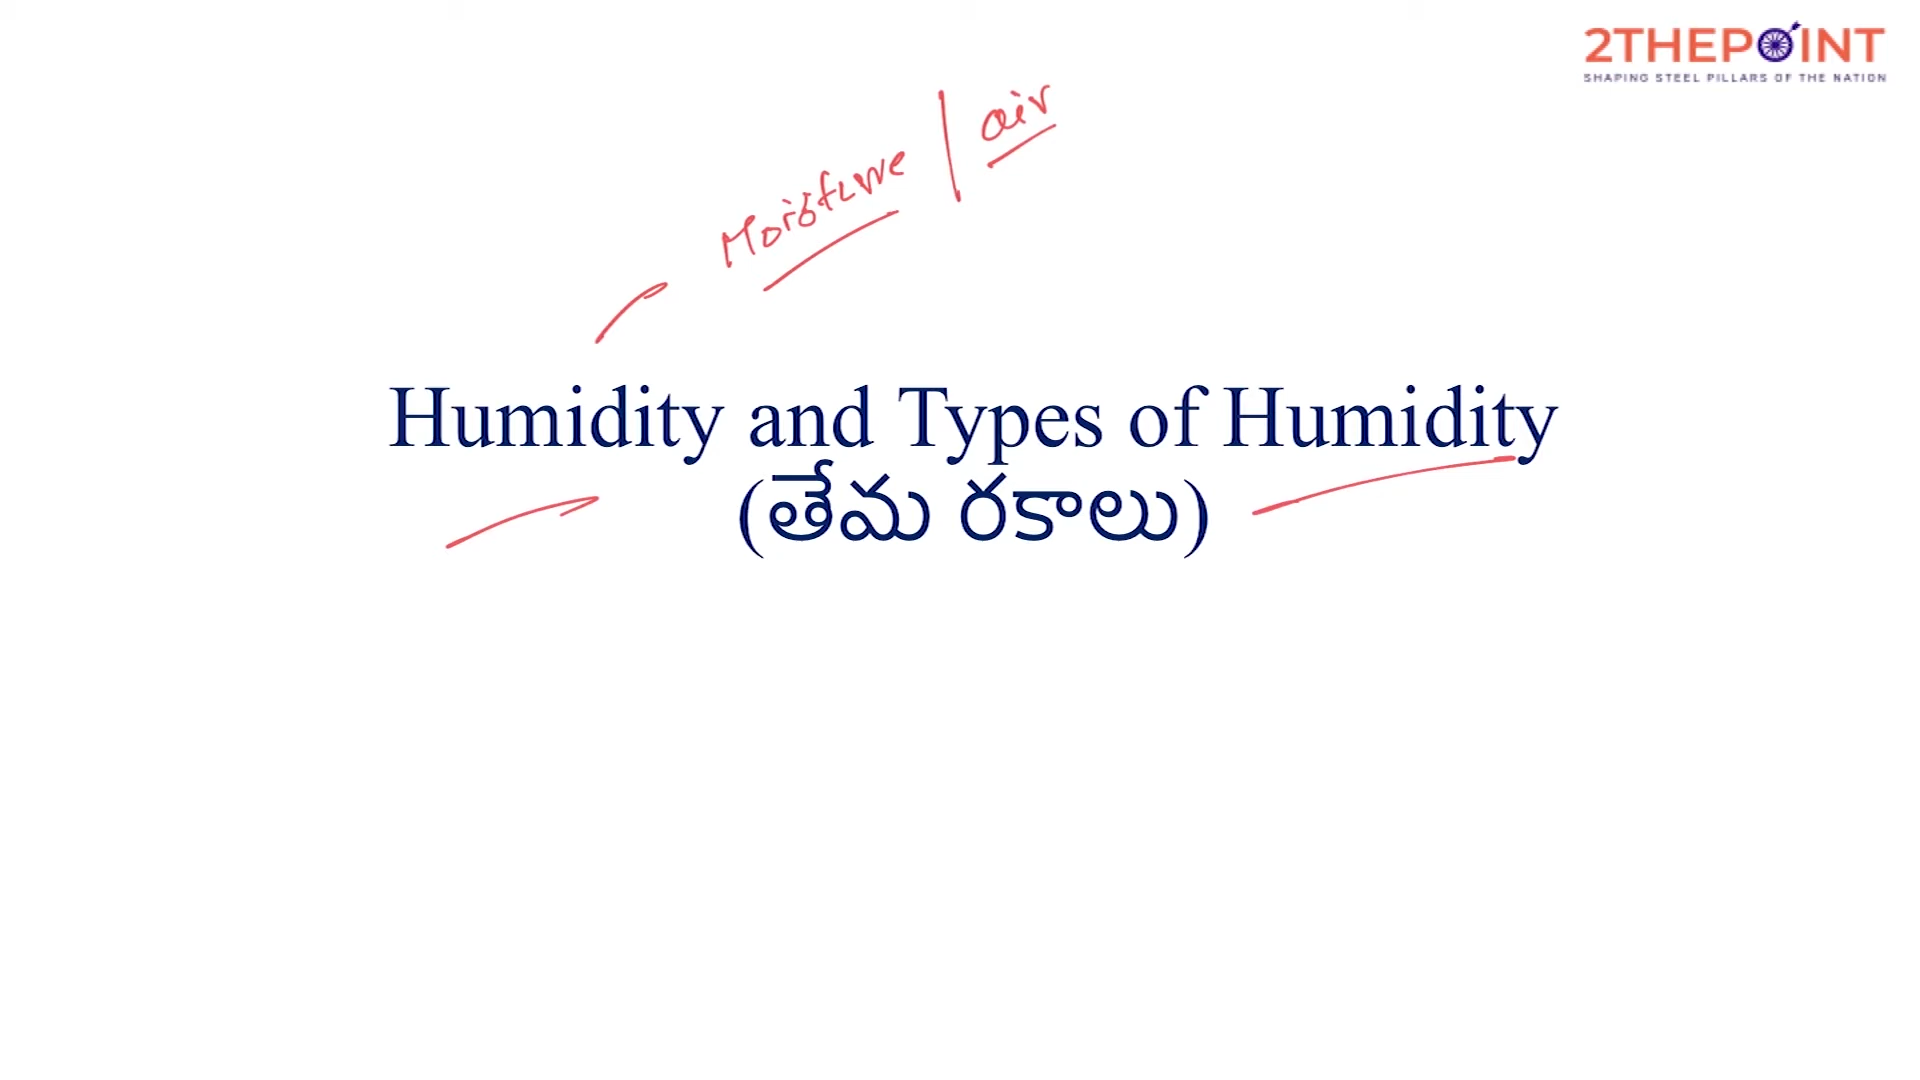 2THEPOINT
SHAPING STEEL PILLARS OF THE NATION
Moisture | air
Humidity and Types of Humidity
(తేమ రకాలు)